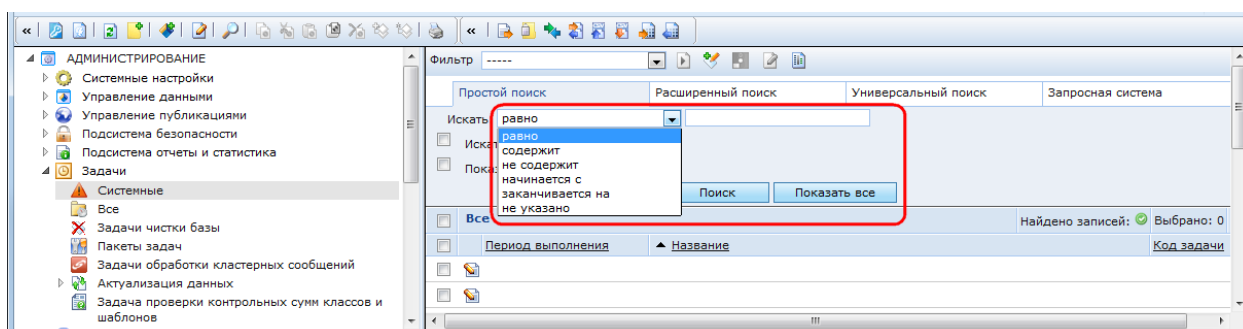 АДМИНИСТРИРОВАНИЕ
Системные настройки
Управление данными
Управление публикациями
Подсистема безопасности
Подсистема отчеты и статистика
Задачи
Системные
Все
Задачи чистки базы
Пакеты задач
Задачи обработки кластерных сообщений
Актуализация данных
Задача проверки контрольных сумм классов и
шаблонов
Фильтр -----
Простой поиск Расширенный поиск Универсальный поиск Запросная система
Искать равно
равно
содержит
не содержит
начинается с
заканчивается на
не указано
Поиск Показать все
Все Найдено записей: Выбрано: 0
Период выполнения Название Код задачи